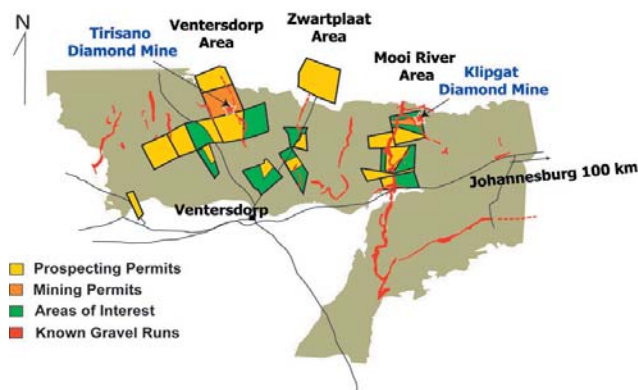 N
Ventersdorp
Area
Zwartplaat
Area
Tirisano
Diamond Mine
Mooi River
Area
Klipgat
Diamond Mine
Johannesburg 100 km
Ventersdorp
Prospecting Permits
Mining Permits
Areas of Interest
Known Gravel Runs